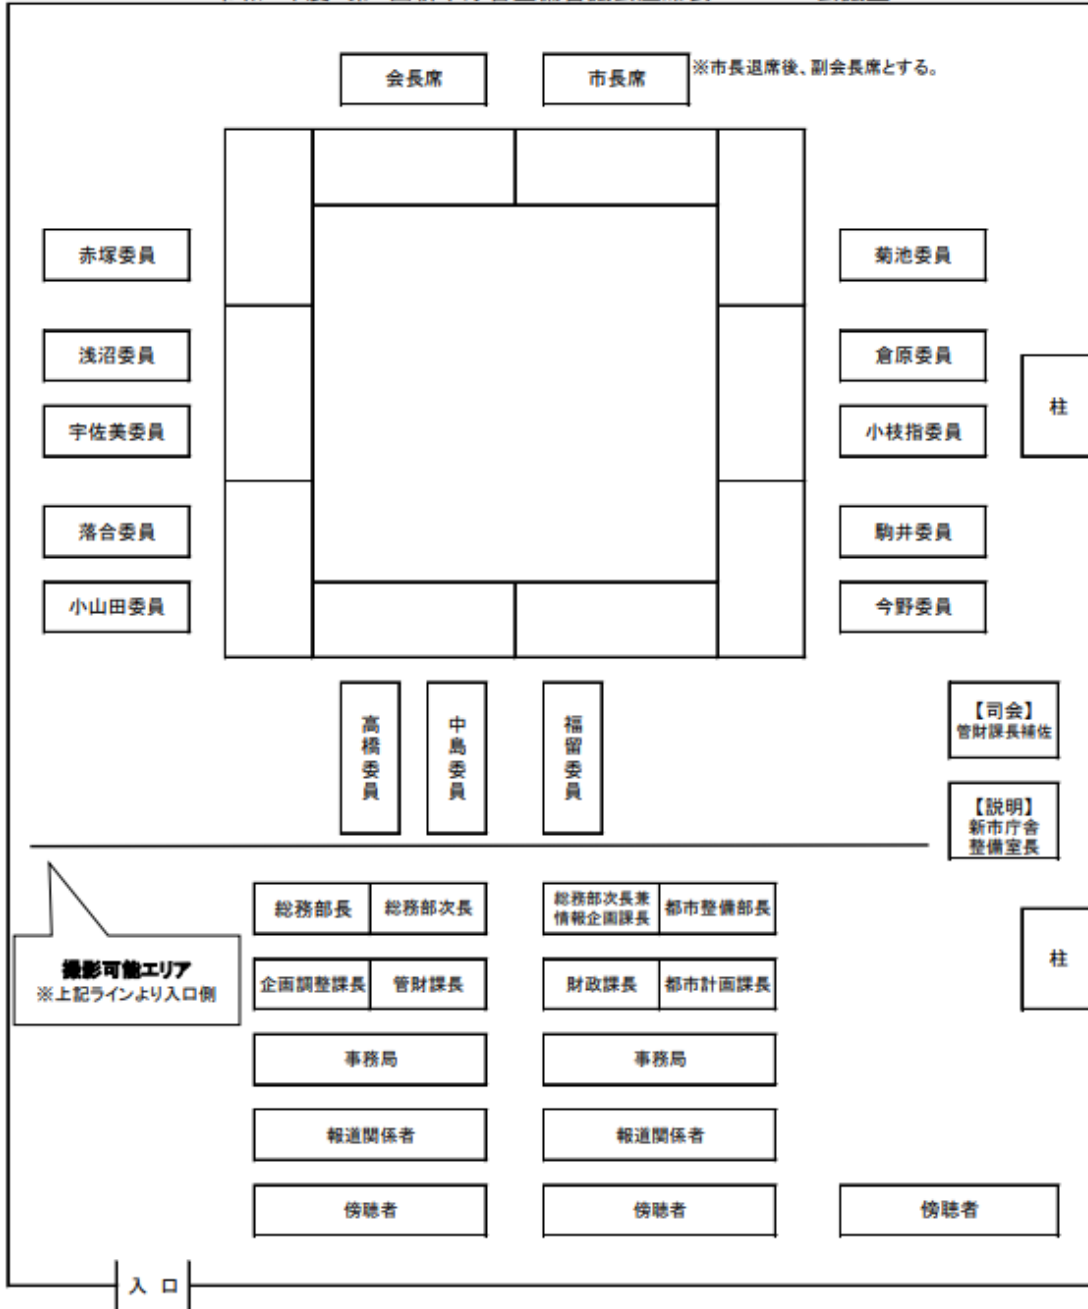 会長席
市長席
※市長退席後、副会長席とする。
赤塚委員
菊池委員
浅沼委員
倉原委員
柱
宇佐美委員
小枝指委員
落合委員
駒井委員
小山田委員
今野委員
高橋委員
中島委員
福留委員
【司会】
管財課長補佐
【説明】
新市庁舎
整備室長
総務部長
総務部次長
総務部次長兼
情報企画課長
都市整備部長
撮影可能エリア
※上記ラインより入口側
企画調整課長
管財課長
財政課長
都市計画課長
柱
事務局
事務局
報道関係者
報道関係者
傍聴者
傍聴者
傍聴者
入 口